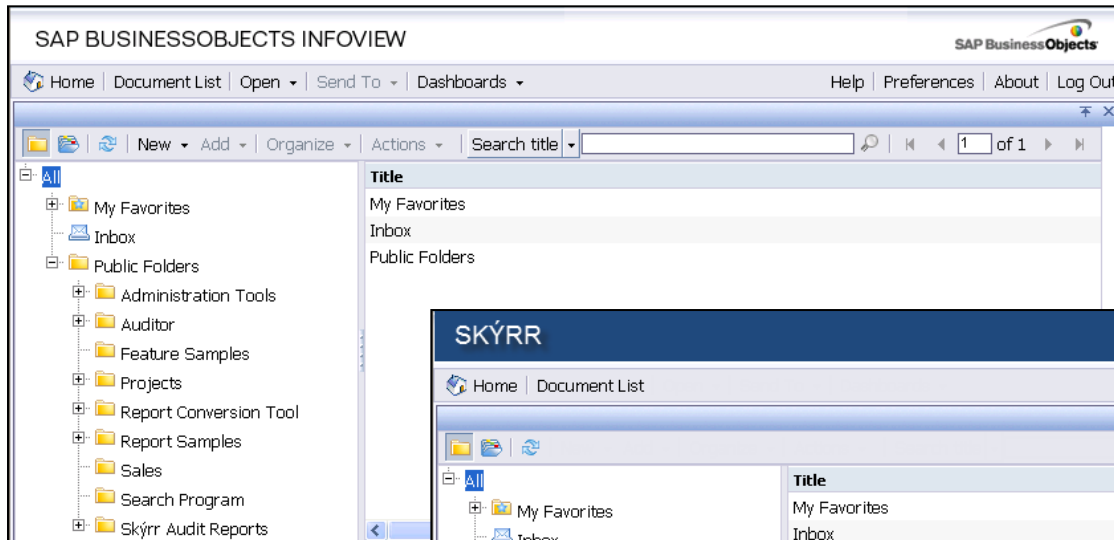 SAP BUSINESSOBJECTS INFOVIEW
SAP BusinessObjects
Home | Document List | Open | Send To | Dashboards
Help | Preferences | About | Log Out
New Add Organize Actions Search title 1 of 1
All
My Favorites
Inbox
Public Folders
Administration Tools
Auditor
Feature Samples
Projects
Report Conversion Tool
Report Samples
Sales
Search Program
Skýrr Audit Reports
Title
My Favorites
Inbox
Public Folders
SKÝRR
Home | Document List
All
My Favorites
Inbox
Title
My Favorites
Inbox